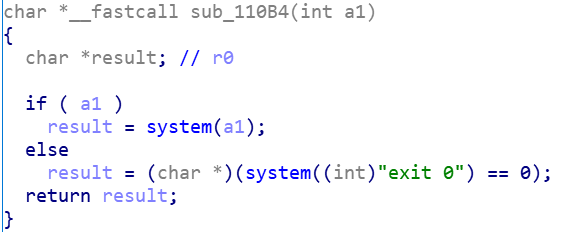 char *__fastcall sub_110B4(int a1)
{
  char *result; // r0

  if ( a1 )
    result = system(a1);
  else
    result = (char *)(system((int)"exit 0") == 0);
  return result;
}